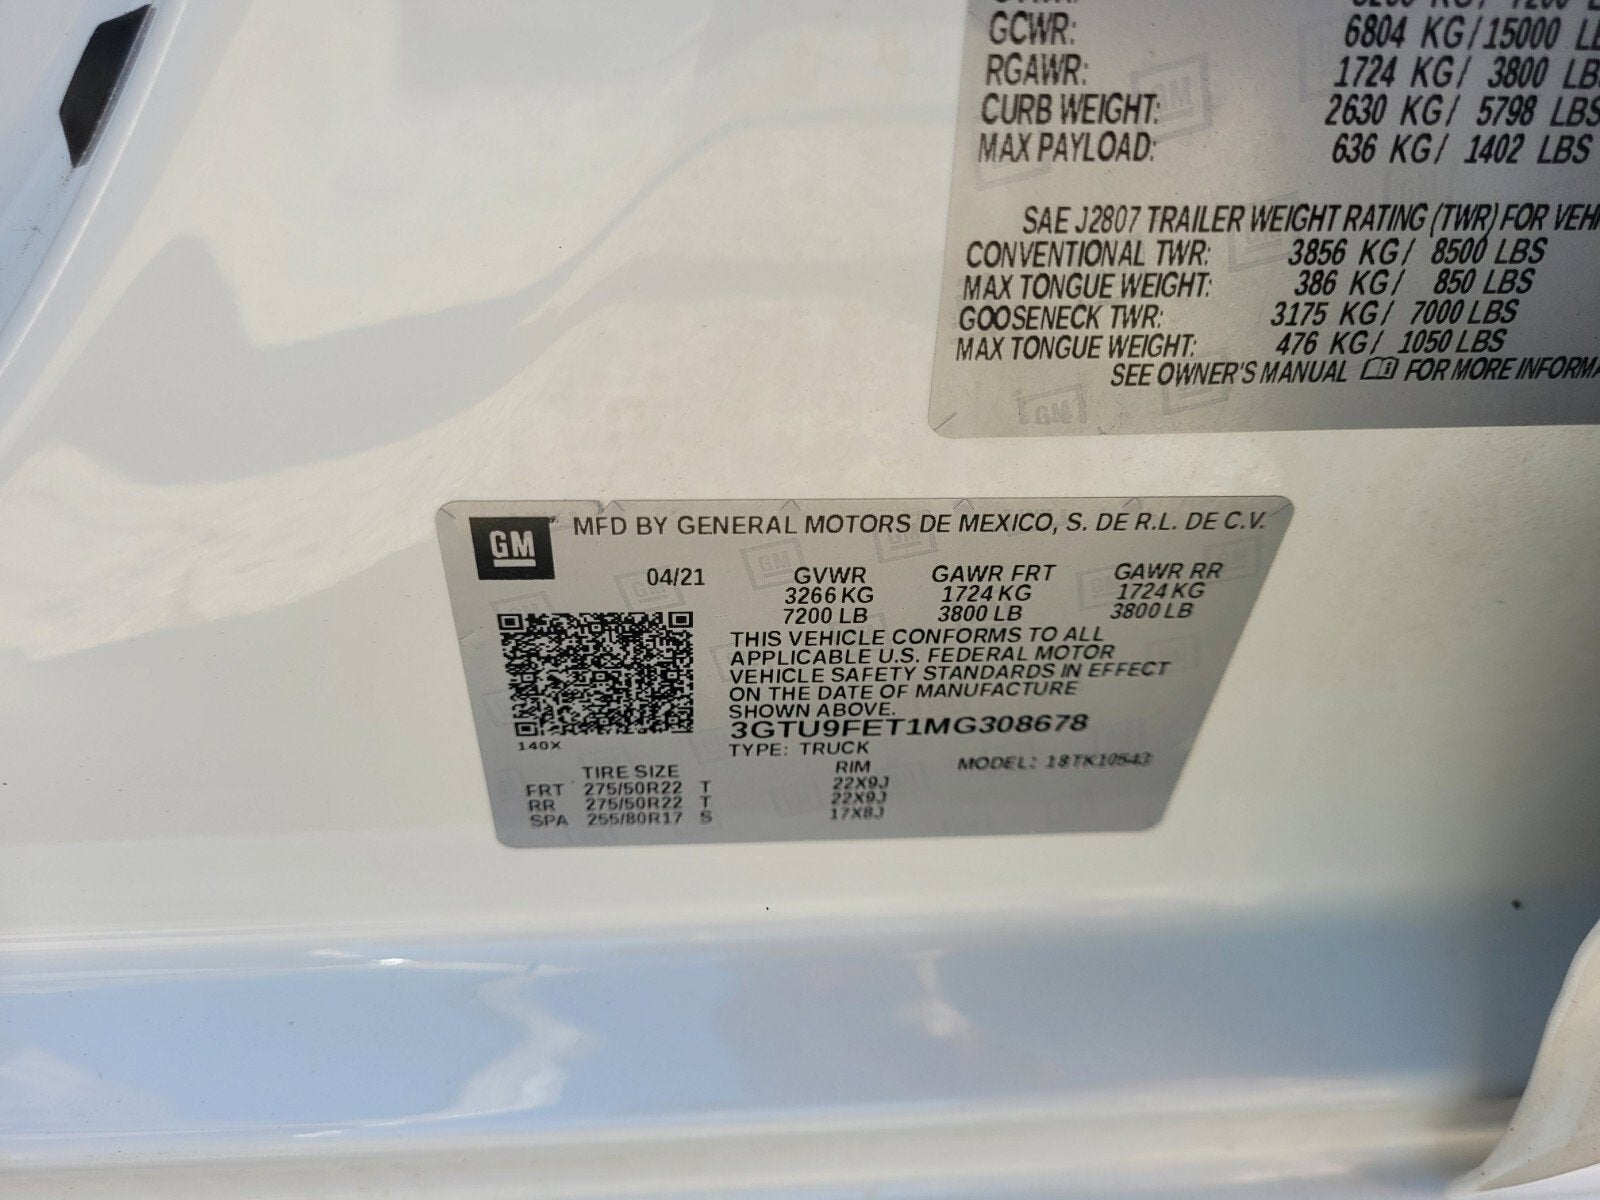 GCWR: 6804 KG/ 15000
RGAWR: 1724 KG/ 3800 LBS
CURB WEIGHT: 2630 KG/ 5798 LBS
MAX PAYLOAD: 636 KG/ 1402 LBS
SAE J2807 TRAILER WEIGHT RATING (TWR) FOR
CONVENTIONAL TWR: 3856 KG/ 8500 LBS
MAX TONGUE WEIGHT: 386 KG/ 850 LBS
GOOSENECK TWR: 3175 KG/ 7000 LBS
MAX TONGUE WEIGHT: 476 KG/ 1050 LBS
SEE OWNER'S MANUAL FOR MORE
GM MFD BY GENERAL MOTORS DE MEXICO, S. DE R.L. DE C.V.
04/21 GVWR GAWR FRT GAWR RR
3266 KG 1724 KG 1724 KG
7200 LB 3800 LB 3800 LB
THIS VEHICLE CONFORMS TO ALL
APPLICABLE U.S. FEDERAL MOTOR
VEHICLE SAFETY STANDARDS IN EFFECT
ON THE DATE OF MANUFACTURE
SHOWN ABOVE.
3GTU9FET1MG308678
140X
TYPE: TRUCK MODEL: 18TK10543
TIRE SIZE RIM
FRT 275/50R22 T 22X9J
RR 275/50R22 T 22X9J
SPA 255/80R17 S 17X8J